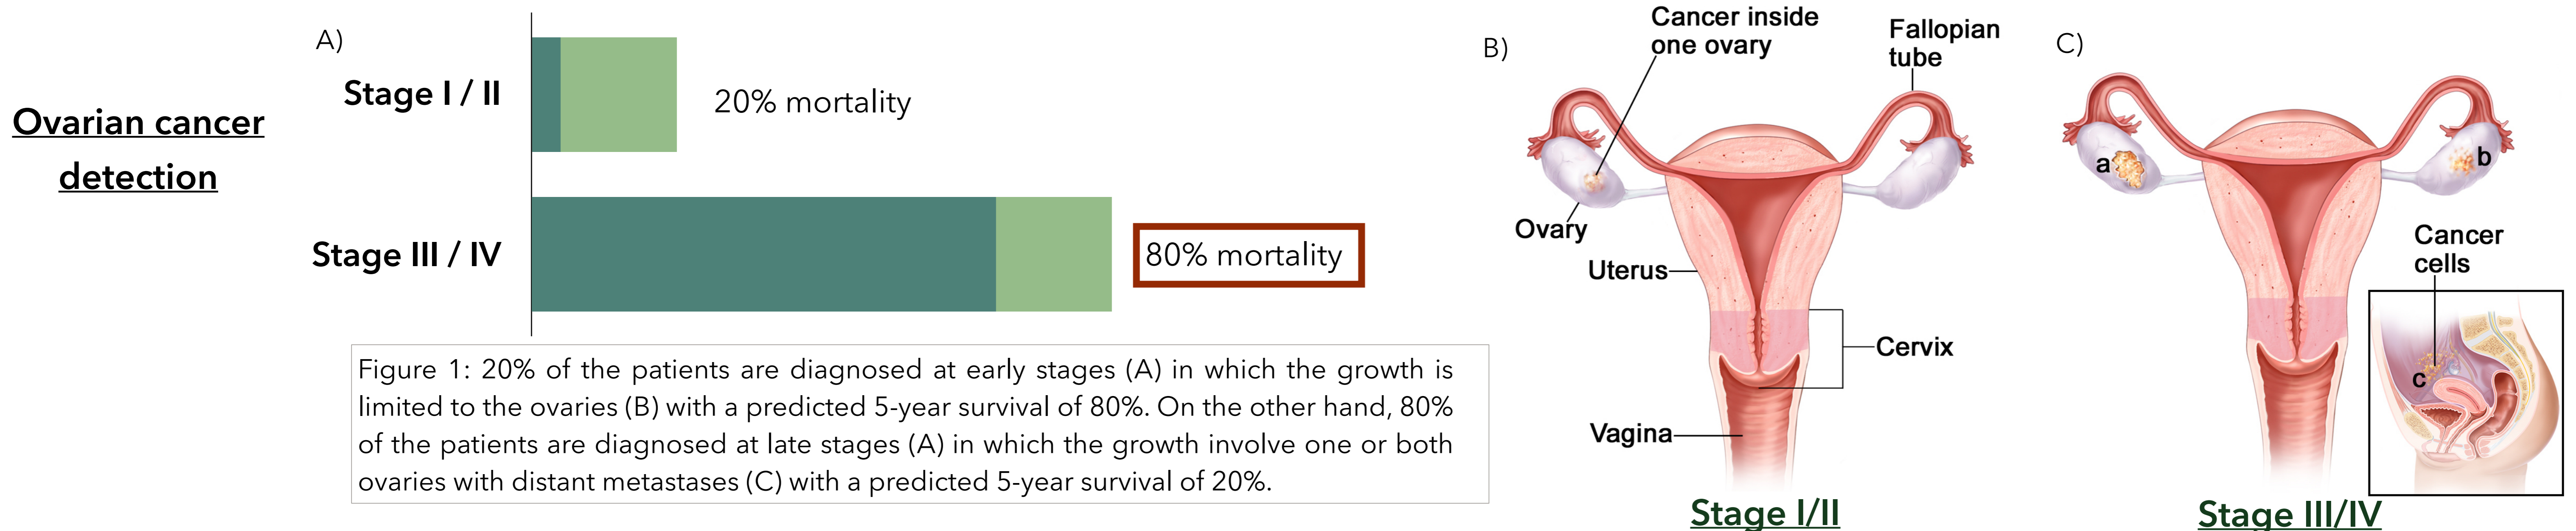 Ovarian cancer
detection
A)
Stage I / II
20% mortality
Stage III / IV
80% mortality
Figure 1: 20% of the patients are diagnosed at early stages (A) in which the growth is
limited to the ovaries (B) with a predicted 5-year survival of 80%. On the other hand, 80%
of the patients are diagnosed at late stages (A) in which the growth involve one or both
ovaries with distant metastases (C) with a predicted 5-year survival of 20%.
B)
Cancer inside
one ovary
Fallopian
tube
Ovary
Uterus
Cervix
Vagina
Stage I/II
C)
a
b
Cancer
cells
c
Stage III/IV